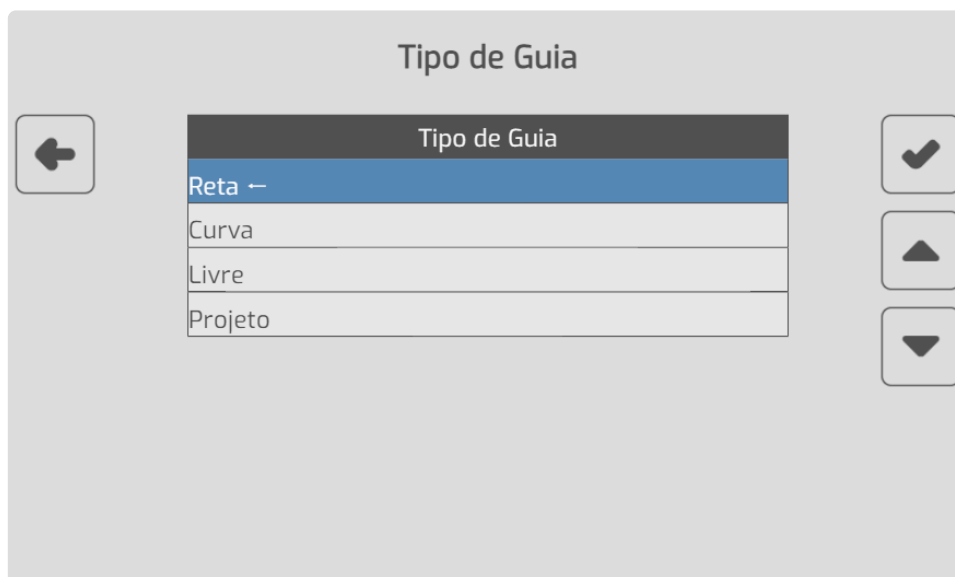 Tipo de Guia
Tipo de Guia
Reta ←
Curva
Livre
Projeto